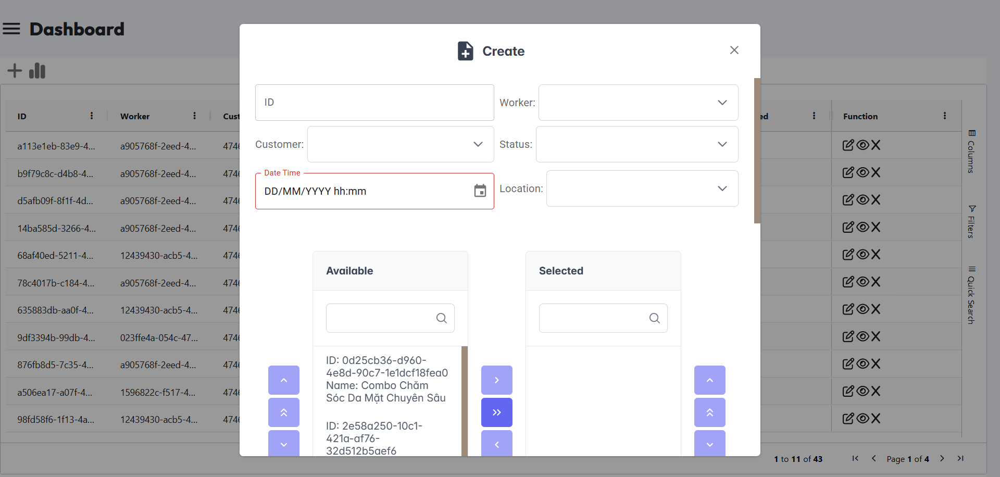 Dashboard
Create
ID
Worker:
Customer:
Status:
Date Time
DD/MM/YYYY hh:mm
Location:
Available
Selected
ID: 0d25cb36-d960-
4e8d-90c7-1e1dcf18fea0
Name: Combo Chăm
Sóc Da Mặt Chuyên Sâu
ID: 2e58a250-10c1-
421a-af76-
32d512b5aef6
ID Worker Cust ed Function
a113e1eb-83e9-4... a905768f-2eed-4... 474
b9f79c8c-d4b8-4... a905768f-2eed-4... 474
d5afb09f-8f1f-4d... a905768f-2eed-4... 474
14ba585d-3266-4... a905768f-2eed-4... 474
68af40ed-5211-4... 12439430-acb5-4... 474
78c4017b-c184-4... a905768f-2eed-4... 474
635883db-aa0f-4... 12439430-acb5-4... 474
9df3394b-99db-4... 023ffe4a-054c-47... 474
876fb8d5-7c35-4... a905768f-2eed-4... 474
a506ea17-a07f-4... 1596822c-f517-4... 474
98fd58f6-1f13-4a... 12439430-acb5-4... 474
Columns
Filters
Quick Search
1 to 11 of 43
Page 1 of 4